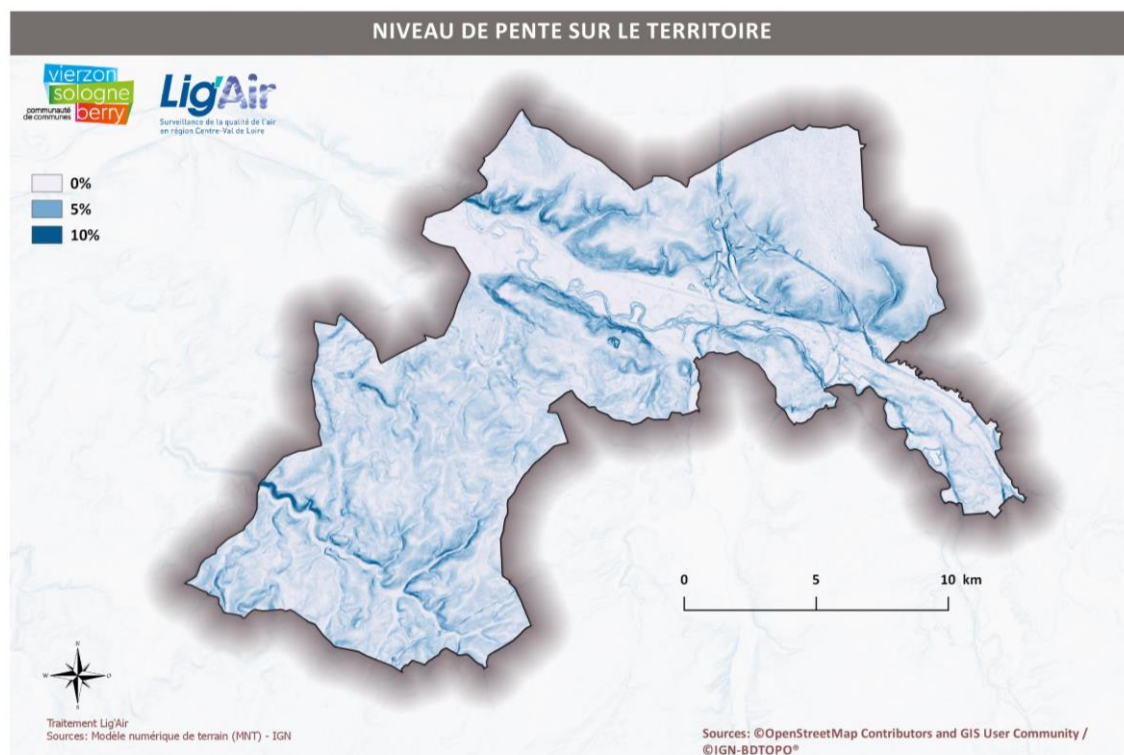 NIVEAU DE PENTE SUR LE TERRITOIRE
vierzon
sologne
communauté
de communes
berry
Lig'Air
Surveillance de la qualité de l'air
en région Centre-Val de Loire
0%
5%
10%
0 5 10 km
N
W O
S
Traitement Lig'Air
Sources: Modèle numérique de terrain (MNT) - IGN
Sources: ©OpenStreetMap Contributors and GIS User Community /
©IGN-BDTOPO®